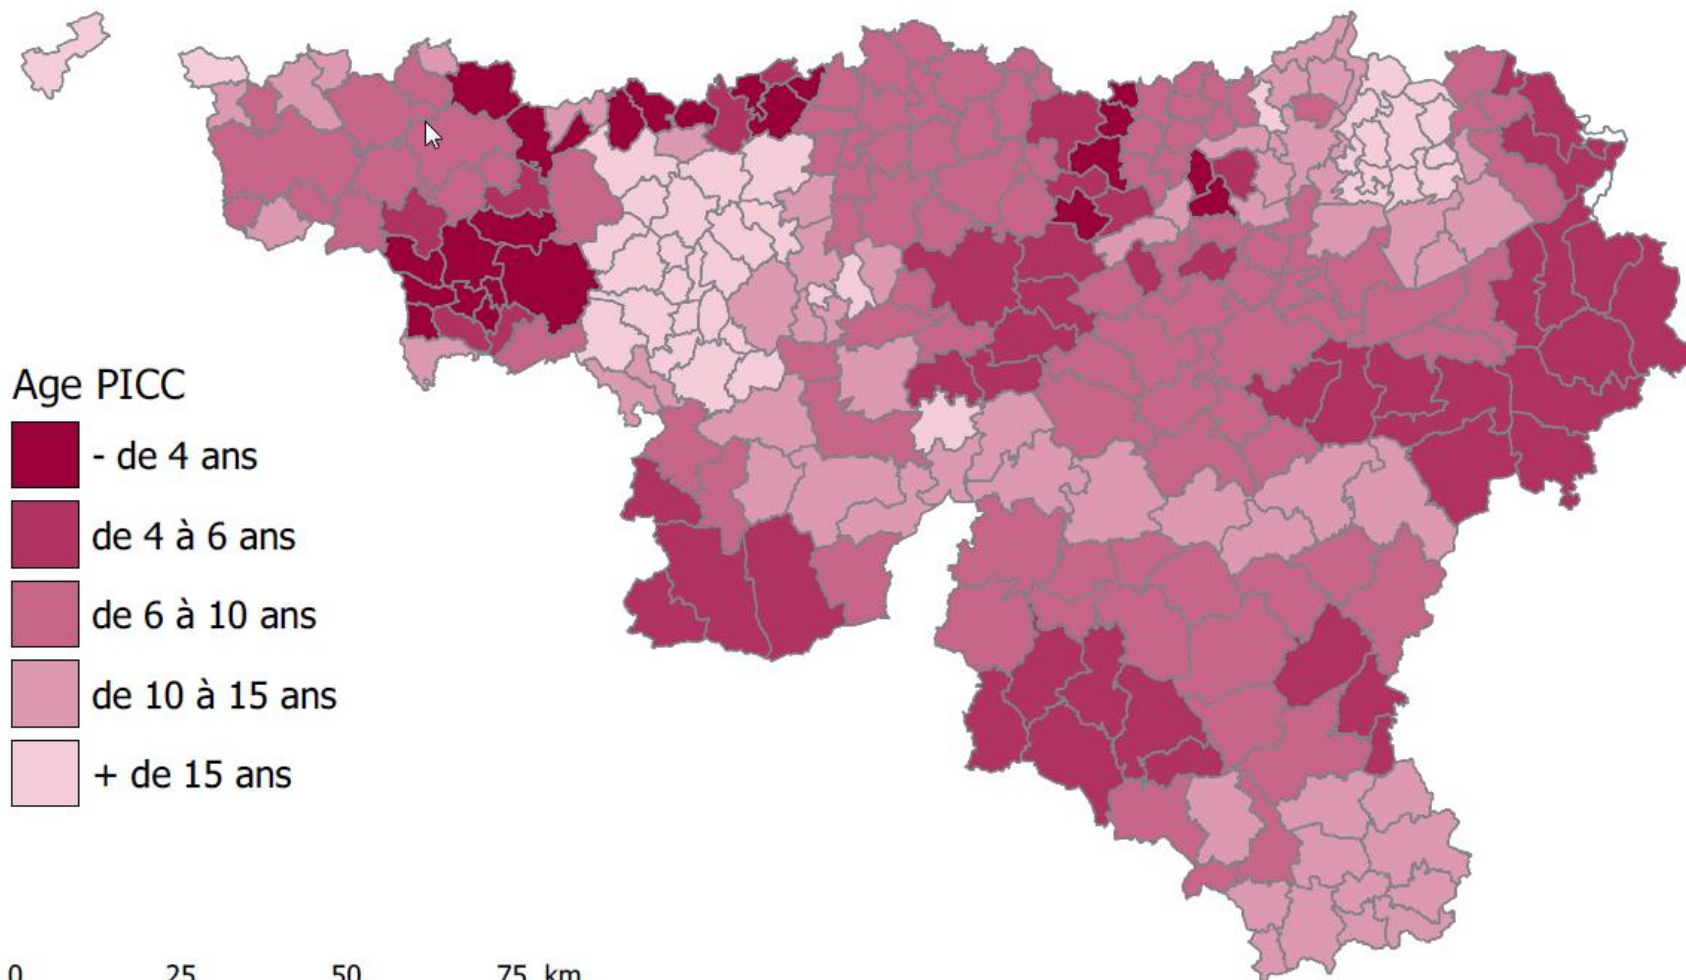 Age PICC
- de 4 ans
de 4 à 6 ans
de 6 à 10 ans
de 10 à 15 ans
+ de 15 ans
0 25 50 75 km